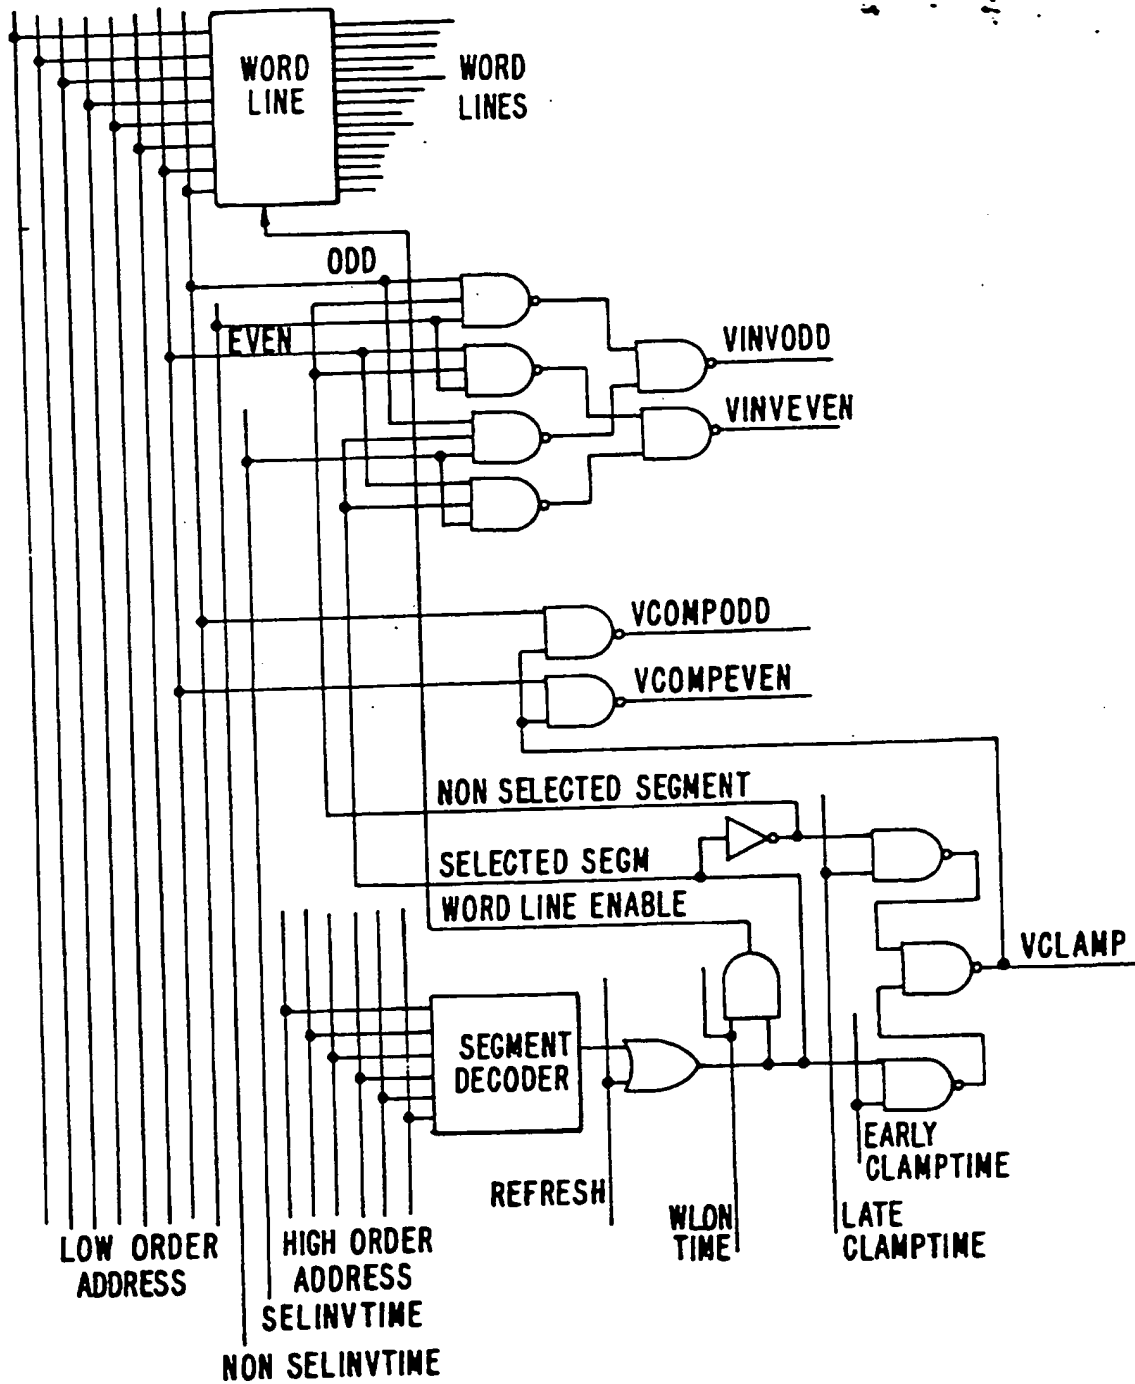 WORD
LINE
WORD
LINES
ODD
EVEN
VINVODD
VINVEVEN
VCOMPODD
VCOMPEVEN
NON SELECTED SEGMENT
SELECTED SEGM
WORD LINE ENABLE
VCLAMP
SEGMENT
DECODER
EARLY
CLAMPTIME
REFRESH
WLON
TIME
LATE
CLAMPTIME
LOW ORDER
ADDRESS
HIGH ORDER
ADDRESS
SELINVTIME
NON SELINVTIME